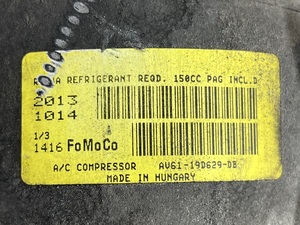 REFRIGERANT REQD. 150CC PAG INCL.D
2013
1014
1/3
1416 FoMoCo
A/C COMPRESSOR AV61-19D629-DB
MADE IN HUNGARY